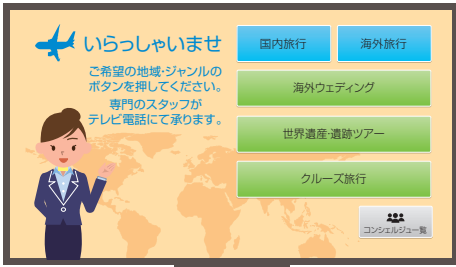 いらっしゃいませ
ご希望の地域・ジャンルの
ボタンを押してください。
専門のスタッフが
テレビ電話にて承ります。
国内旅行
海外旅行
海外ウェディング
世界遺産・遺跡ツアー
クルーズ旅行
コンシェルジュ一覧